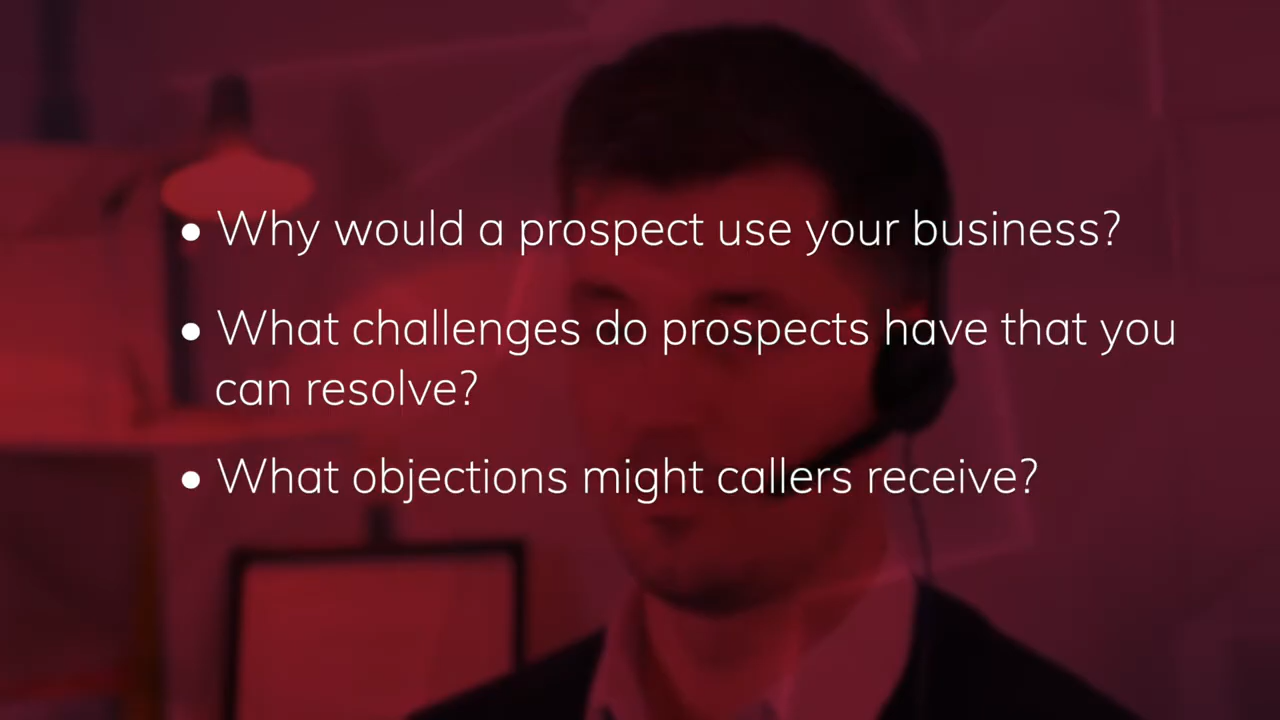 • Why would a prospect use your business?
• What challenges do prospects have that you
can resolve?
• What objections might callers receive?